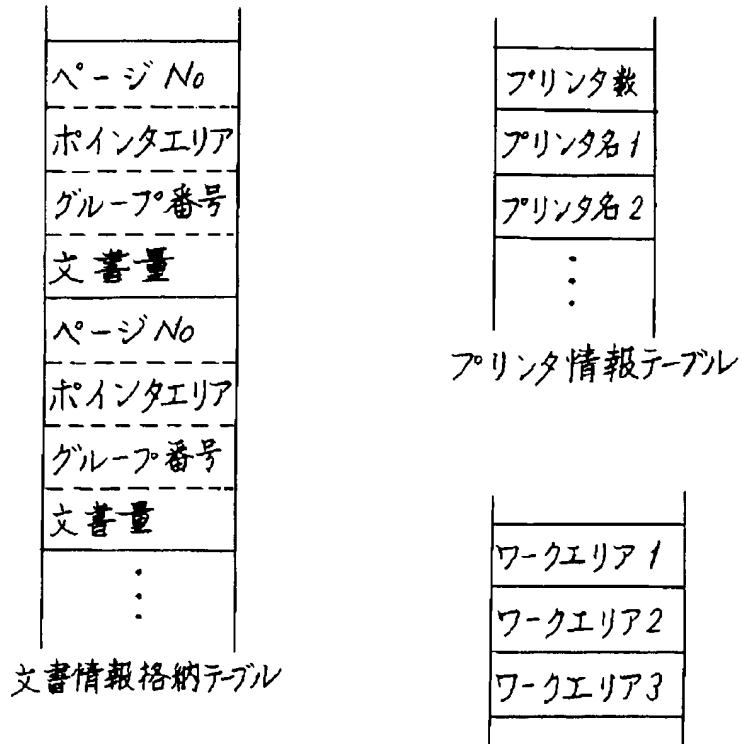 ページNo
ポインタエリア
グループ番号
文書量
ページNo
ポインタエリア
グループ番号
文書量
文書情報格納テーブル
プリンタ数
プリンタ名1
プリンタ名2
プリンタ情報テーブル
ワークエリア1
ワークエリア2
ワークエリア3